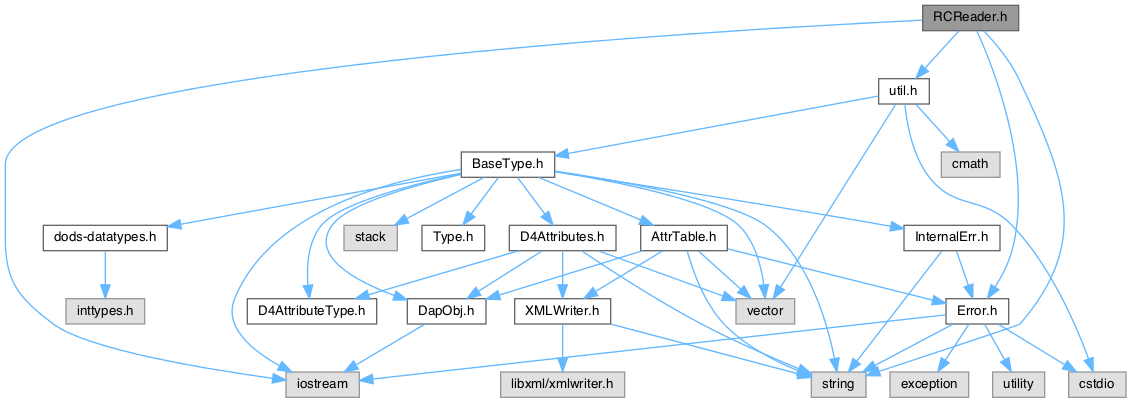 RCReader.h
util.h
BaseType.h
cmath
dods-datatypes.h
stack
Type.h
D4Attributes.h
AttrTable.h
InternalErr.h
inttypes.h
D4AttributeType.h
DapObj.h
XMLWriter.h
vector
Error.h
iostream
libxml/xmlwriter.h
string
exception
utility
cstdio